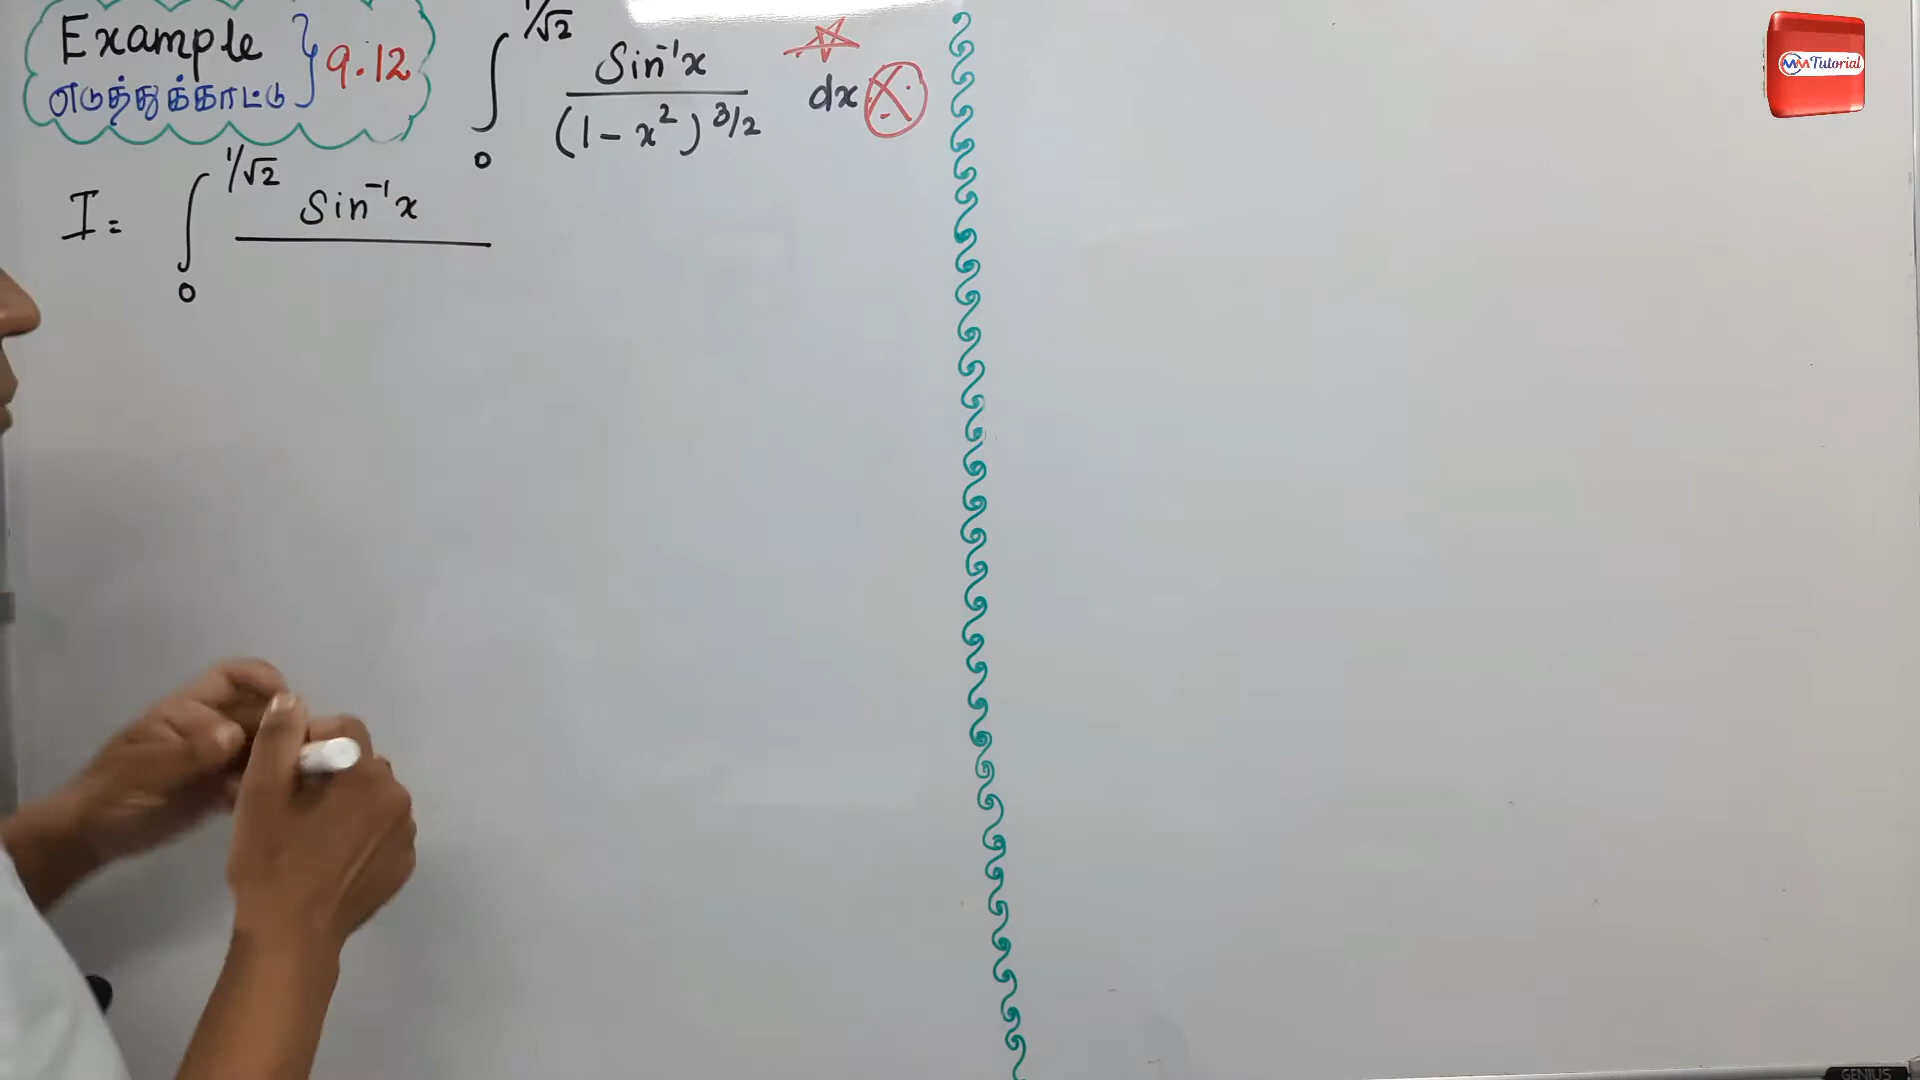 Example } 9.12
எடுத்துக்காட்டு
∫₀^{1/√2} Sin⁻¹x / (1 - x²)^{3/2} dx
I = ∫₀^{1/√2} Sin⁻¹x
MM Tutorial
GENIUS